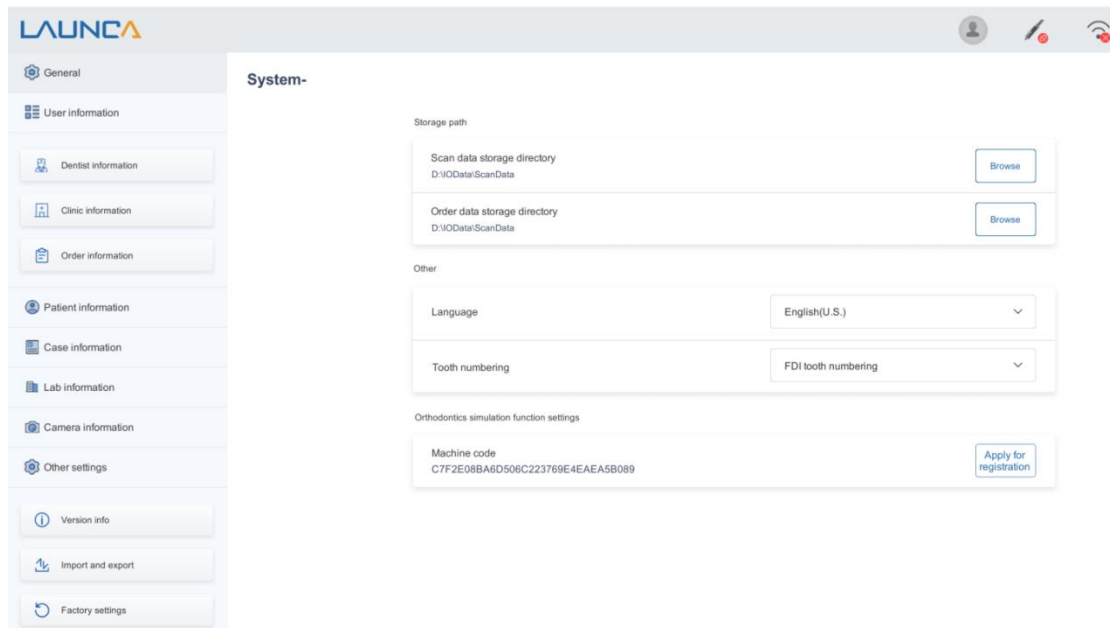 LAUNCA
General
User information
Dentist information
Clinic information
Order information
Patient information
Case information
Lab information
Camera information
Other settings
Version info
Import and export
Factory settings
System-
Storage path
Scan data storage directory
D:\IOData\ScanData
Browse
Order data storage directory
D:\IOData\ScanData
Browse
Other
Language
English(U.S.)
Tooth numbering
FDI tooth numbering
Orthodontics simulation function settings
Machine code
C7F2E08BA6D506C223769E4EAEA5B089
Apply for
registration